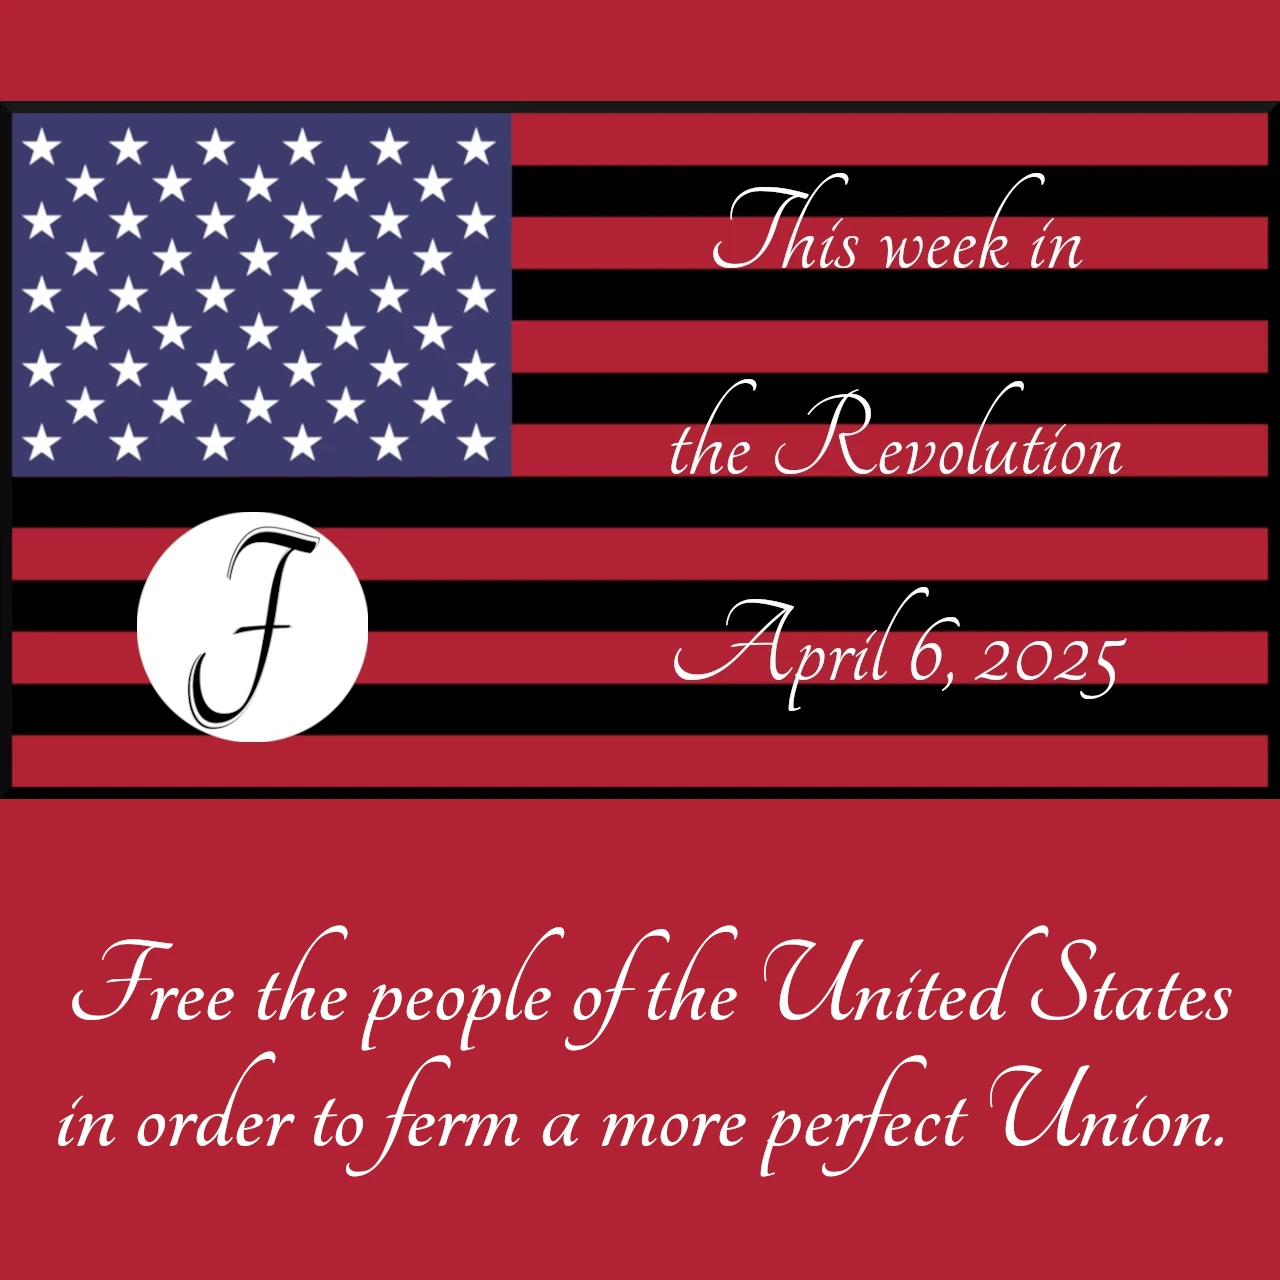 This week in
the Revolution
F
April 6, 2025
Free the people of the United States
in order to ferm a more perfect Union.